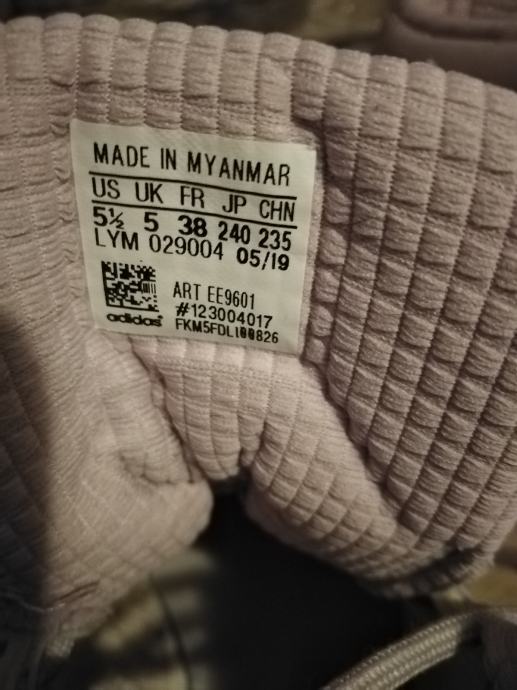 MADE IN MYANMAR
US UK FR JP CHN
5½ 5 38 240 235
LYM 029004 05/19
ART EE9601
#123004017
adidas